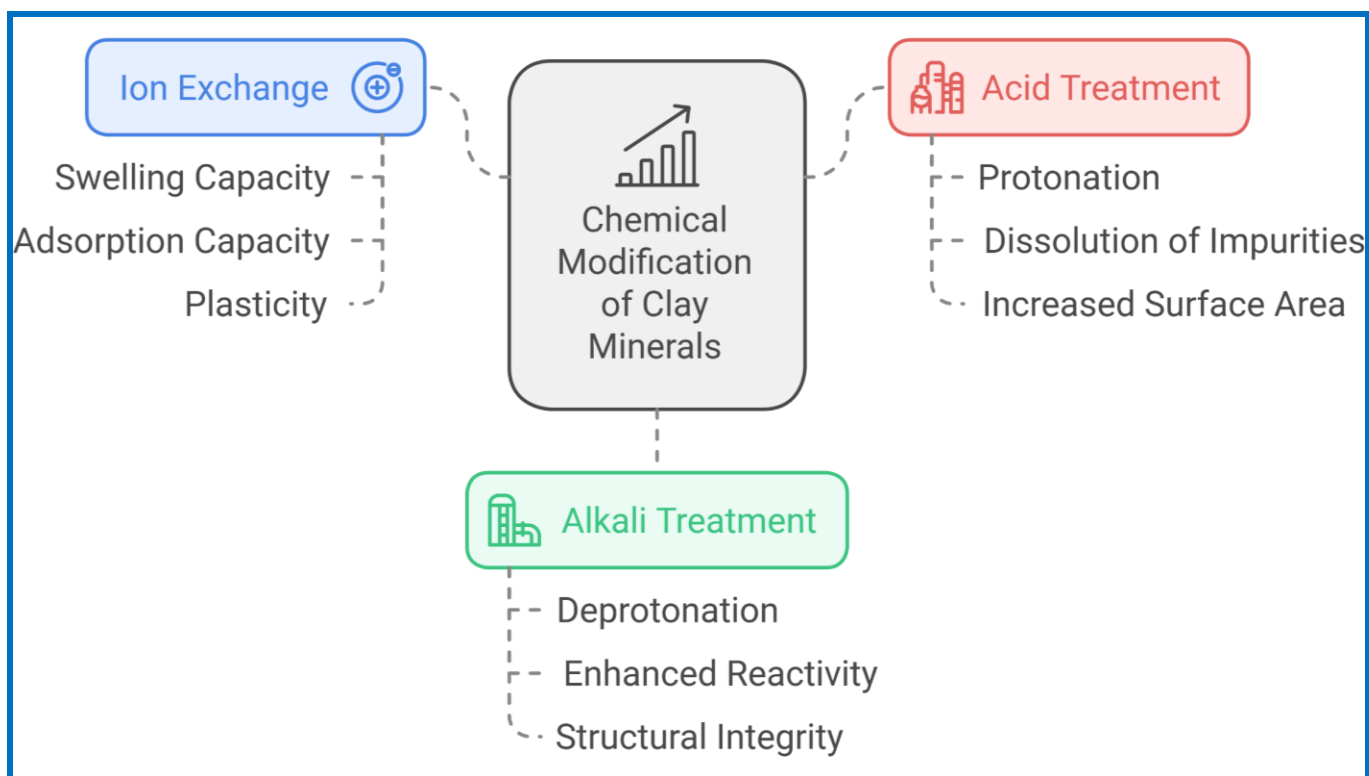 Ion Exchange
Swelling Capacity
Adsorption Capacity
Plasticity
Chemical
Modification
of Clay
Minerals
Acid Treatment
Protonation
Dissolution of Impurities
Increased Surface Area
Alkali Treatment
Deprotonation
Enhanced Reactivity
Structural Integrity